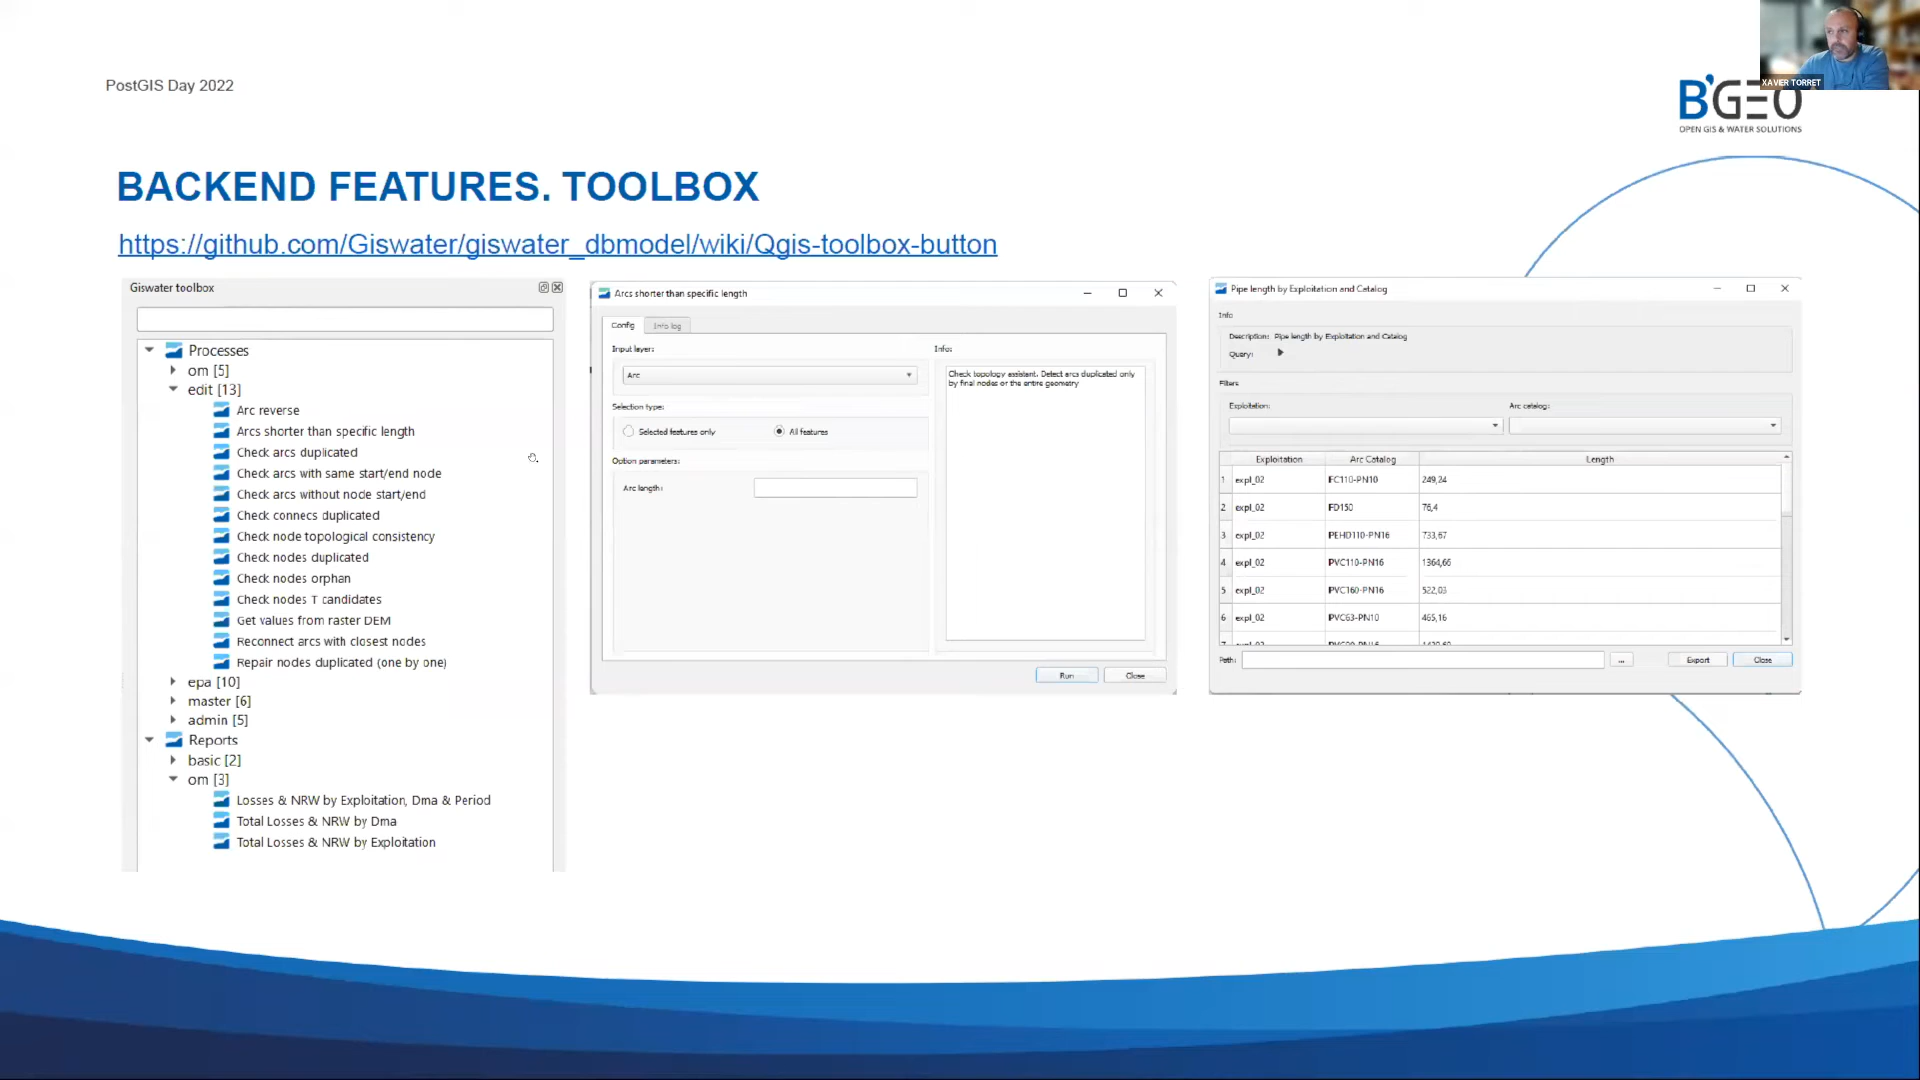 PostGIS Day 2022
XAVIER TORRET
B'GEO
OPEN GIS & WATER SOLUTIONS
BACKEND FEATURES. TOOLBOX
https://github.com/Giswater/giswater_dbmodel/wiki/Qgis-toolbox-button
Giswater toolbox
Processes
om [5]
edit [13]
Arc reverse
Arcs shorter than specific length
Check arcs duplicated
Check arcs with same start/end node
Check arcs without node start/end
Check connecs duplicated
Check node topological consistency
Check nodes duplicated
Check nodes orphan
Check nodes T candidates
Get values from raster DEM
Reconnect arcs with closest nodes
Repair nodes duplicated (one by one)
epa [10]
master [6]
admin [5]
Reports
basic [2]
om [3]
Losses & NRW by Exploitation, Dma & Period
Total Losses & NRW by Dma
Total Losses & NRW by Exploitation
Arcs shorter than specific length
Config Info log
Input layer:
Arc
Selection type:
Selected features only All features
Option parameters:
Arc length:
Info:
Check topology assistant. Detect arcs duplicated only
by final nodes or the entire geometry
Run Close
Pipe length by Exploitation and Catalog
Info
Description: Pipe length by Exploitation and Catalog
Query:
Filters
Exploitation: Arc catalog:
Exploitation Arc Catalog Length
1 expl_02 FC110-PN10 249,24
2 expl_02 FD150 76,4
3 expl_02 PEHD110-PN16 733,67
4 expl_02 PVC110-PN16 1364,66
5 expl_02 PVC160-PN16 522,03
6 expl_02 PVC63-PN10 465,16
Path: ... Export Close